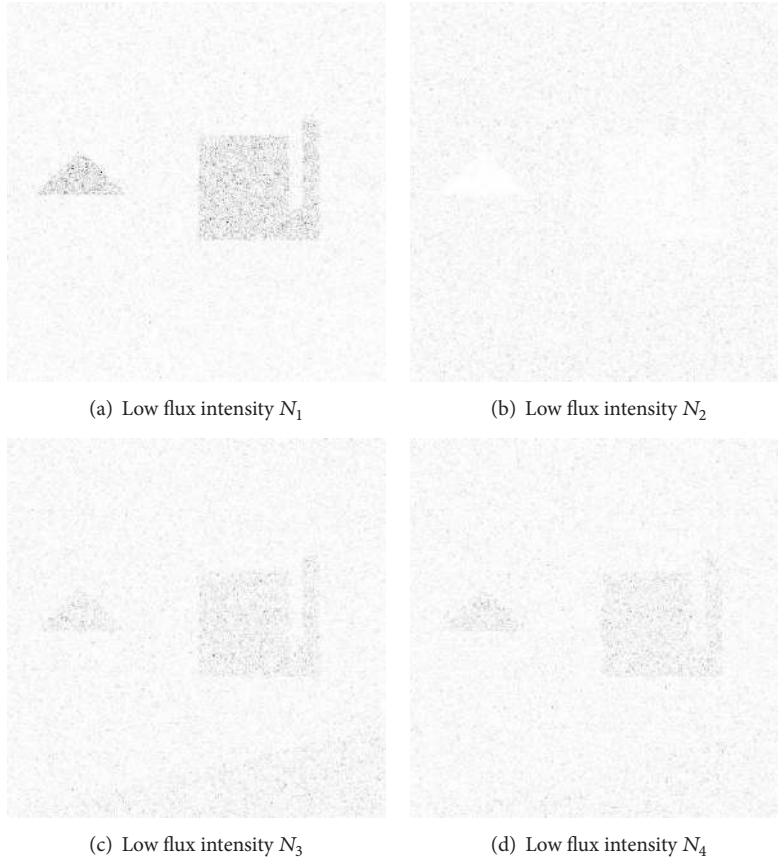 (a) Low flux intensity N₁
(b) Low flux intensity N₂
(c) Low flux intensity N₃
(d) Low flux intensity N₄